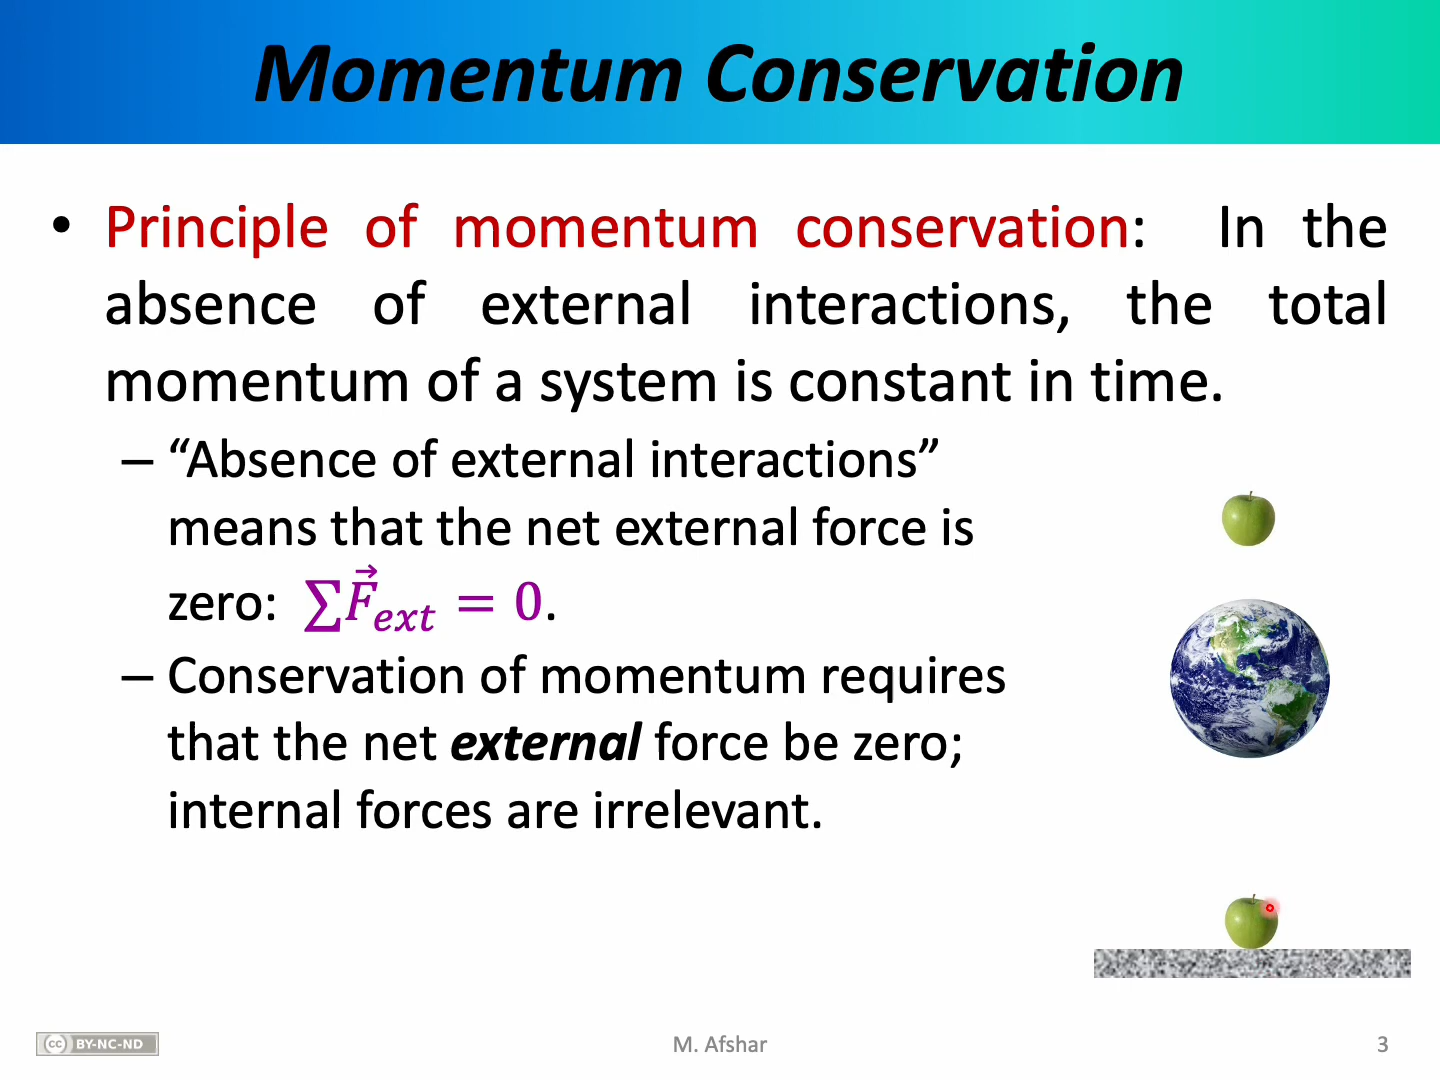 Momentum Conservation
• Principle of momentum conservation: In the
absence of external interactions, the total
momentum of a system is constant in time.
– “Absence of external interactions”
means that the net external force is
zero: ∑F⃗ₑₓₜ = 0.
– Conservation of momentum requires
that the net external force be zero;
internal forces are irrelevant.
cc BY-NC-ND
M. Afshar
3